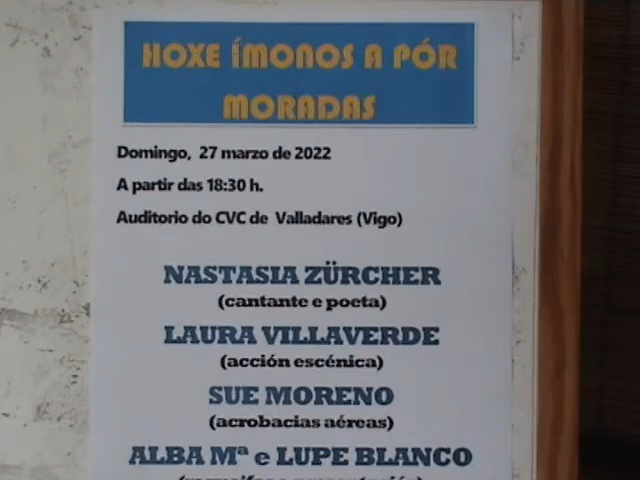 HOXE ÍMONOS A PÓR
MORADAS
Domingo, 27 marzo de 2022
A partir das 18:30 h.
Auditorio do CVC de Valladares (Vigo)
NASTASIA ZÜRCHER
(cantante e poeta)
LAURA VILLAVERDE
(acción escénica)
SUE MORENO
(acrobacias aéreas)
ALBA Mª e LUPE BLANCO